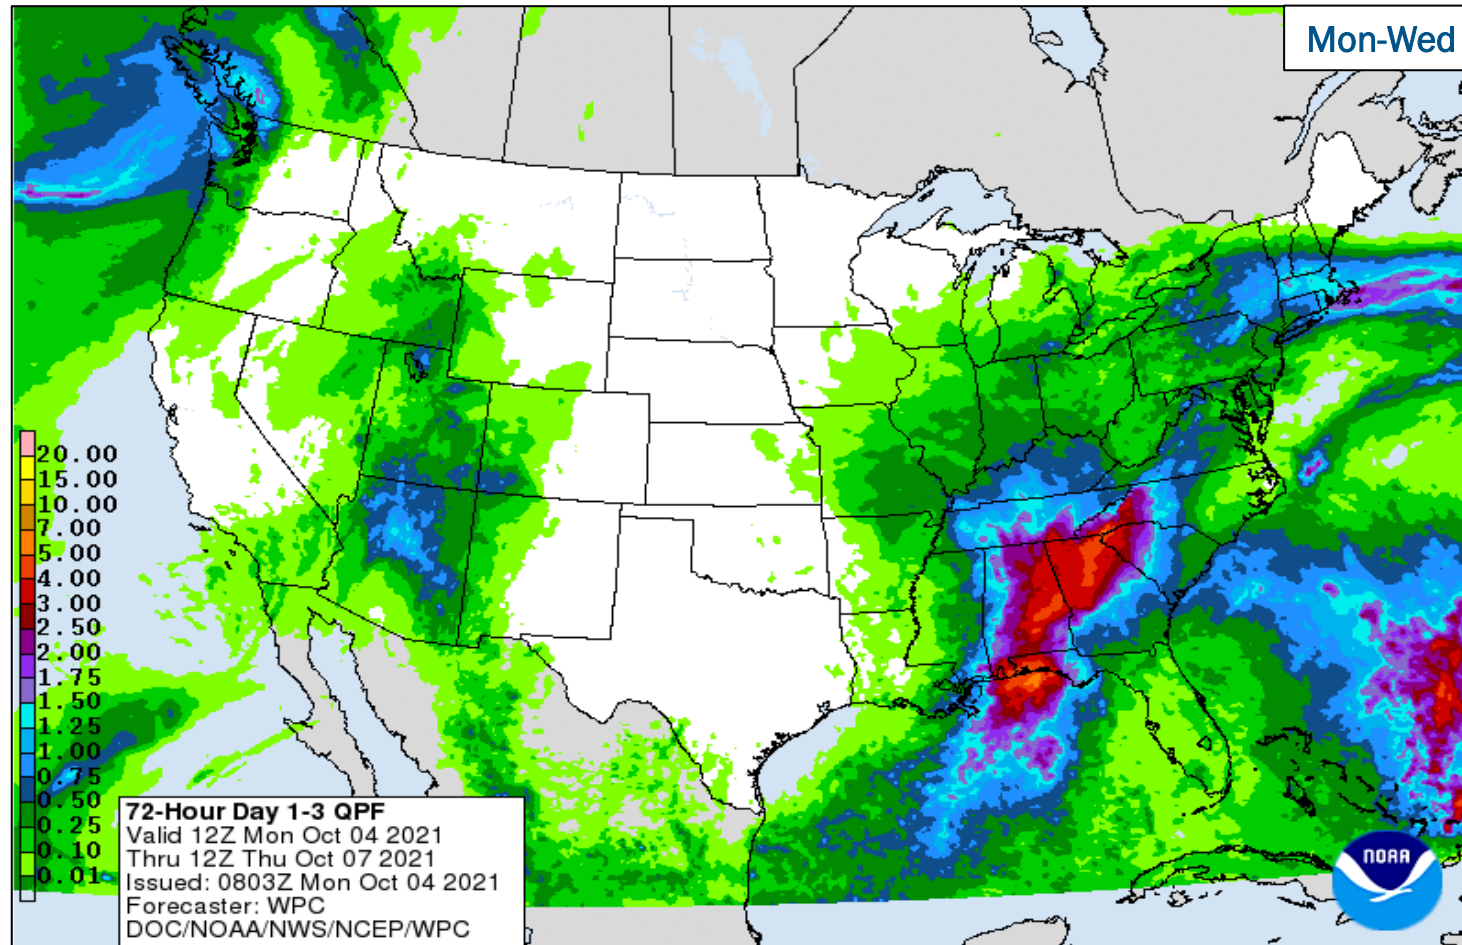 Mon-Wed
20.00
15.00
10.00
7.00
5.00
4.00
3.00
2.50
2.00
1.75
1.50
1.25
1.00
0.75
0.50
0.25
0.10
0.01
72-Hour Day 1-3 QPF
Valid 12Z Mon Oct 04 2021
Thru 12Z Thu Oct 07 2021
Issued: 0803Z Mon Oct 04 2021
Forecaster: WPC
DOC/NOAA/NWS/NCEP/WPC
NOAA